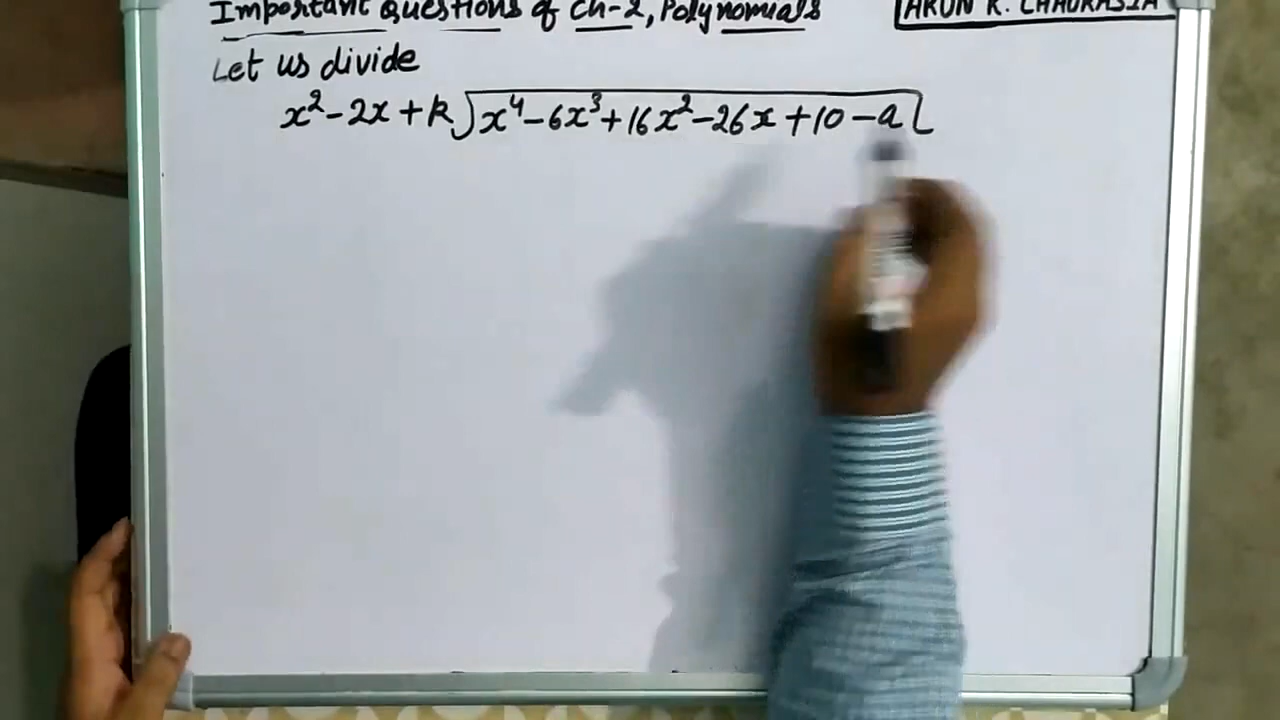 Important Questions of Ch-2, Polynomials
ARUN K. CHAURASIA
Let us divide
x² - 2x + k ) x⁴ - 6x³ + 16x² - 26x + 10 - a (